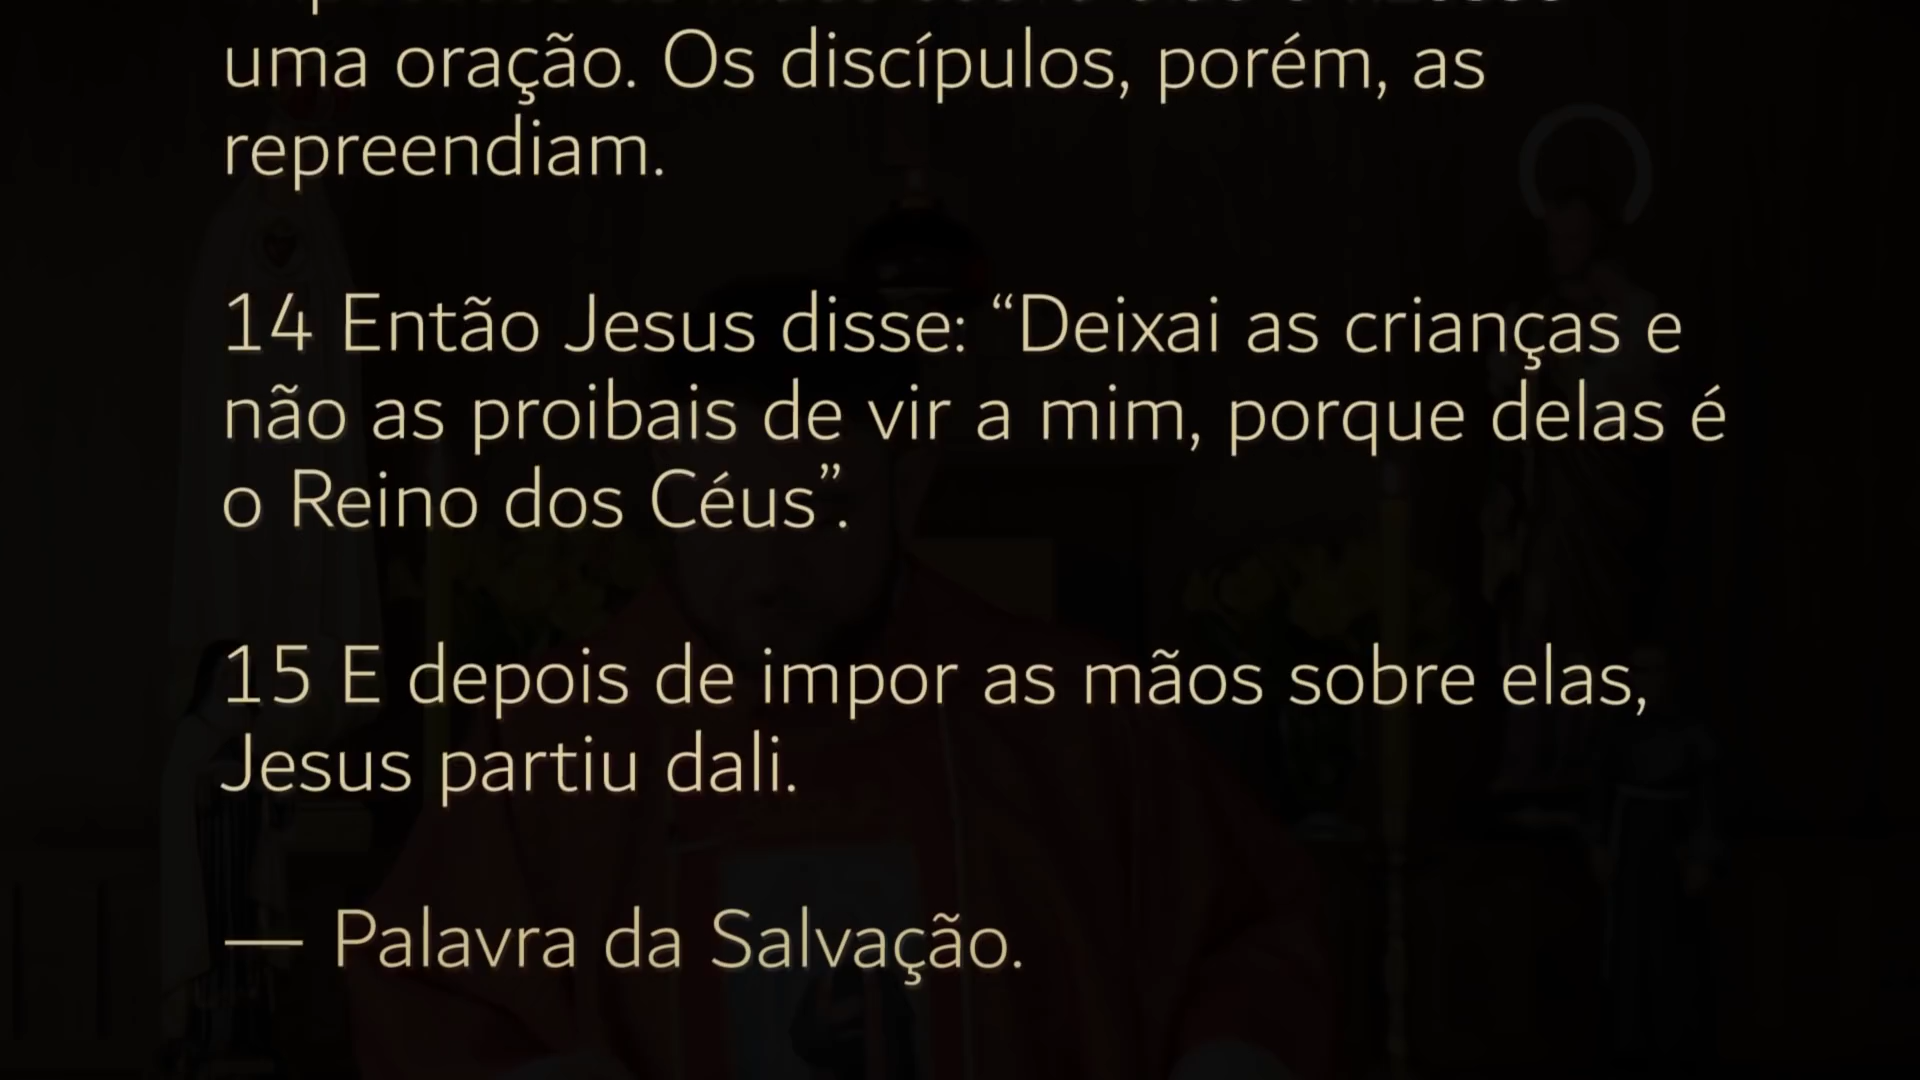 uma oração. Os discípulos, porém, as
repreendiam.
14 Então Jesus disse: “Deixai as crianças e
não as proibais de vir a mim, porque delas é
o Reino dos Céus”.
15 E depois de impor as mãos sobre elas,
Jesus partiu dali.
— Palavra da Salvação.